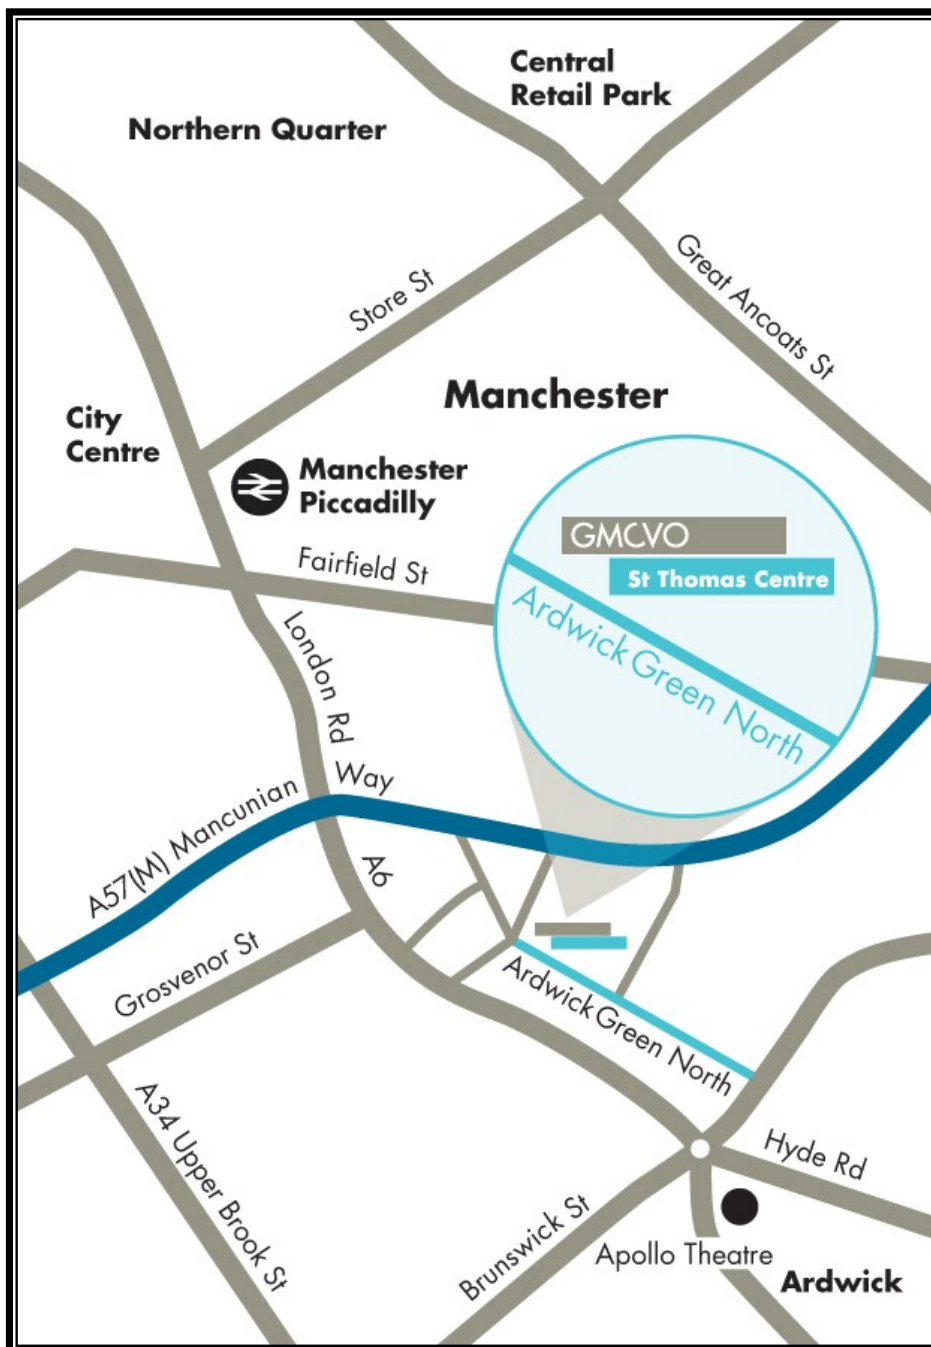 Central
Retail Park
Northern Quarter
Great Ancoats St
Store St
Manchester
City
Centre
Manchester
Piccadilly
GMCVO
St Thomas Centre
Fairfield St
Ardwick Green North
London Rd
A57(M) Mancunian Way
A6
Grosvenor St
Ardwick Green North
A34 Upper Brook St
Hyde Rd
Brunswick St
Apollo Theatre
Ardwick